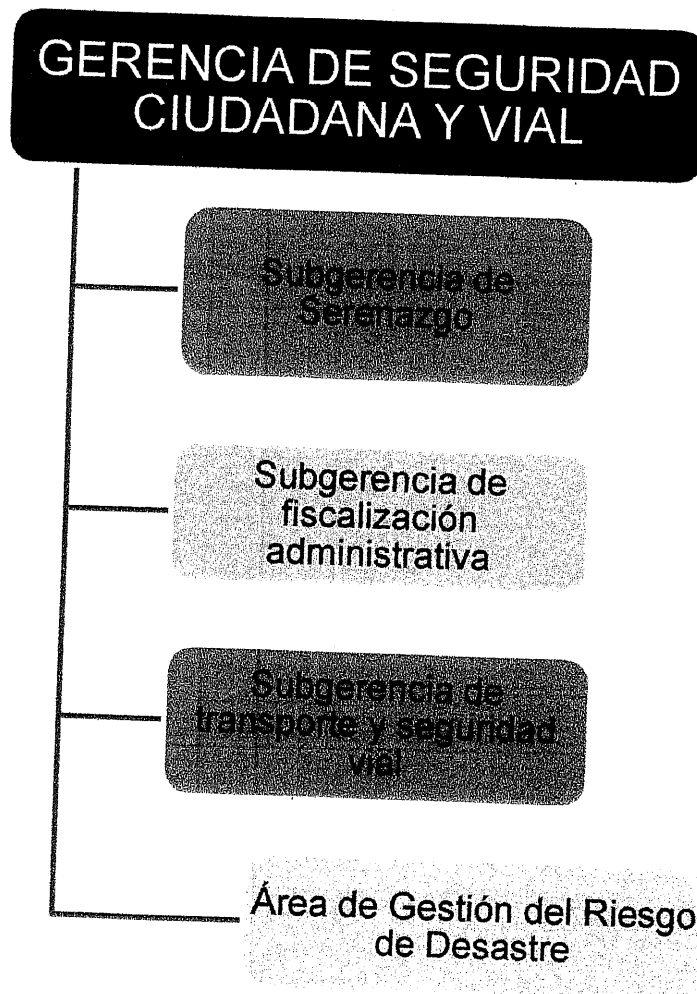 GERENCIA DE SEGURIDAD
CIUDADANA Y VIAL
Subgerencia de
Serenazgo
Subgerencia de
fiscalización
administrativa
Subgerencia de
transporte y seguridad
vial
Área de Gestión del Riesgo
de Desastre